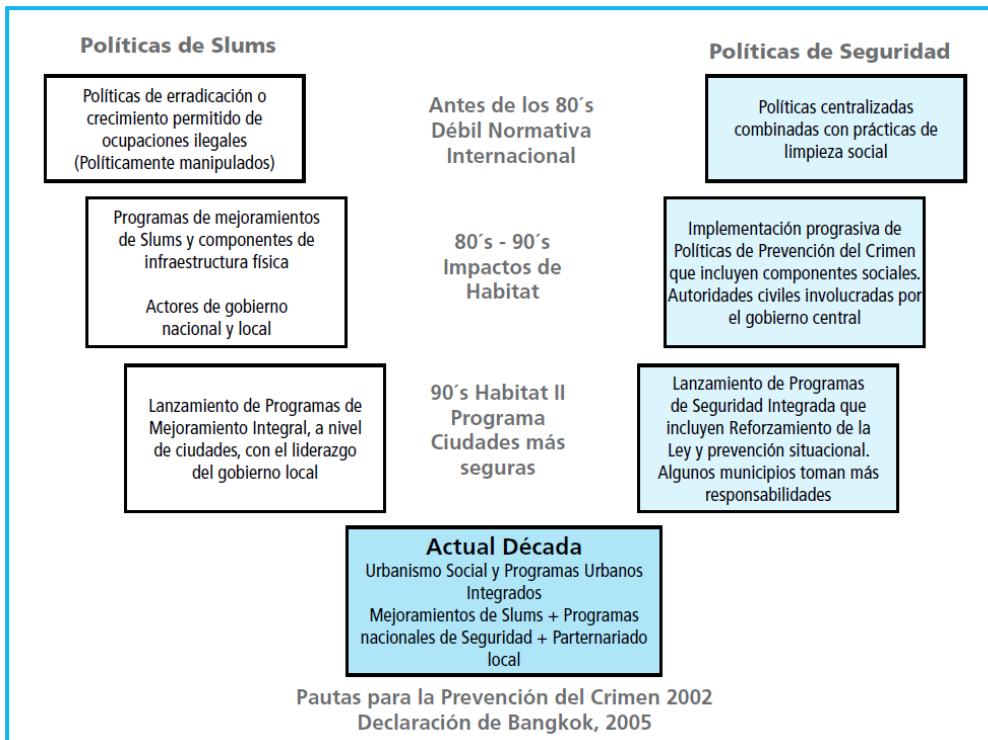 Políticas de Slums
Políticas de Seguridad
Políticas de erradicación o
crecimiento permitido de
ocupaciones ilegales
(Políticamente manipulados)
Antes de los 80´s
Débil Normativa
Internacional
Políticas centralizadas
combinadas con prácticas de
limpieza social
Programas de mejoramientos
de Slums y componentes de
infraestructura física
Actores de gobierno
nacional y local
80´s - 90´s
Impactos de
Habitat
Implementación prograsiva de
Políticas de Prevención del Crimen
que incluyen componentes sociales.
Autoridades civiles involucradas por
el gobierno central
Lanzamiento de Programas de
Mejoramiento Integral, a nivel
de ciudades, con el liderazgo
del gobierno local
90´s Habitat II
Programa
Ciudades más
seguras
Lanzamiento de Programas
de Seguridad Integrada que
incluyen Reforzamiento de la
Ley y prevención situacional.
Algunos municipios toman más
responsabilidades
Actual Década
Urbanismo Social y Programas Urbanos
Integrados
Mejoramientos de Slums + Programas
nacionales de Seguridad + Parternariado
local
Pautas para la Prevención del Crimen 2002
Declaración de Bangkok, 2005